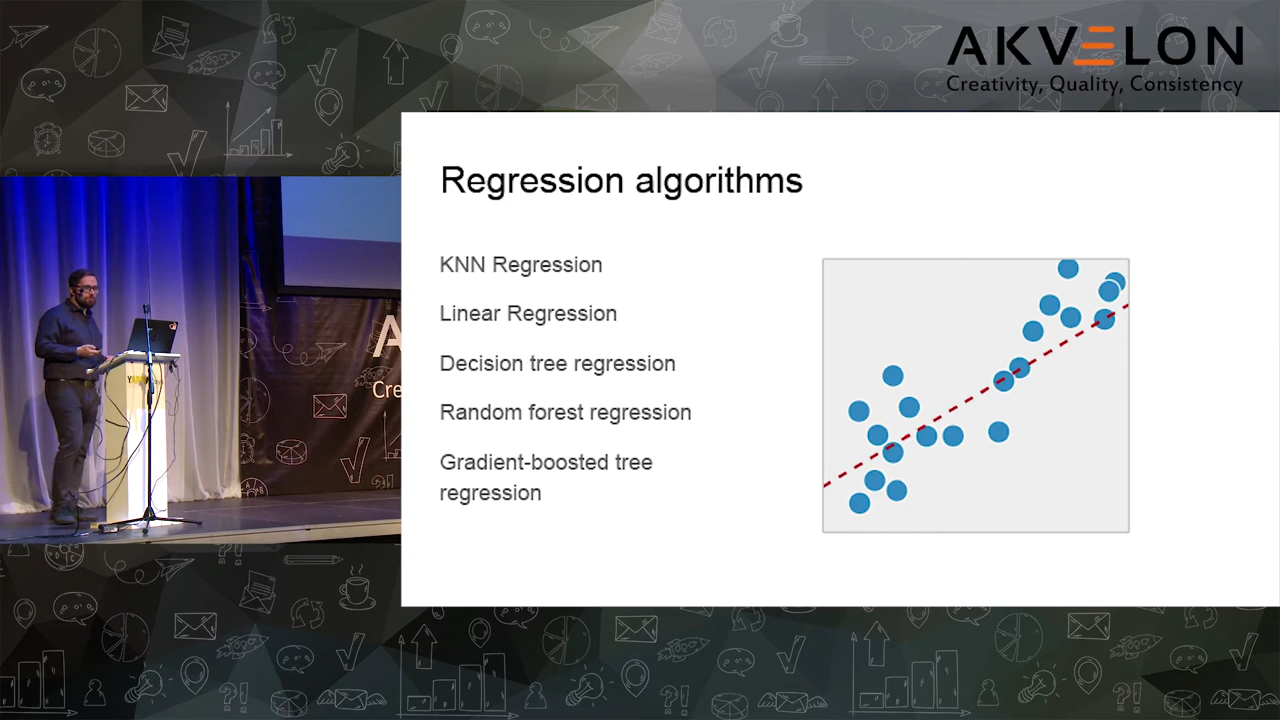 AKVELON
Creativity, Quality, Consistency
Regression algorithms
KNN Regression
Linear Regression
Decision tree regression
Random forest regression
Gradient-boosted tree
regression
A
Cre